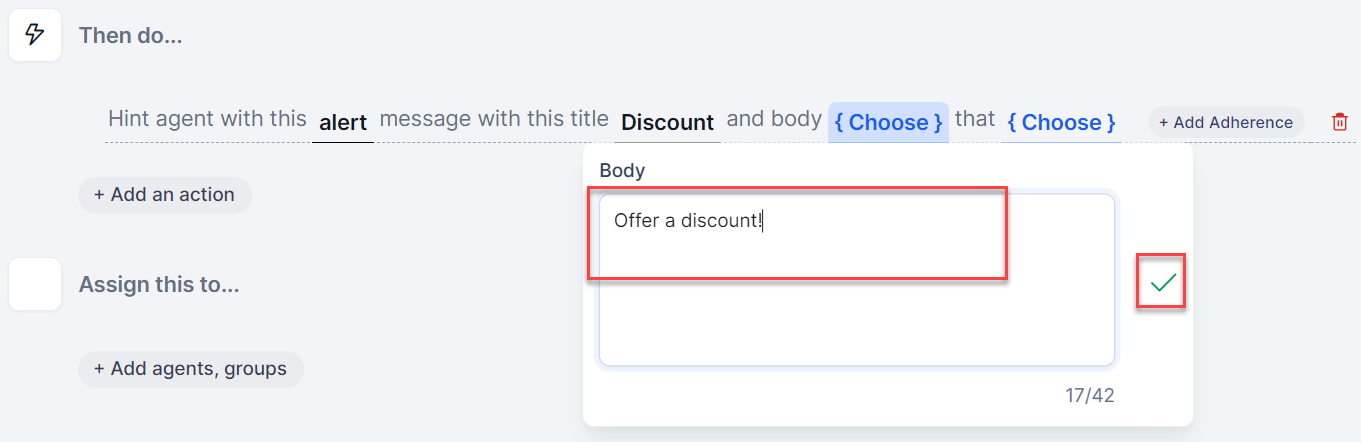 Then do...
Hint agent with this alert message with this title Discount and body { Choose } that { Choose } + Add Adherence
Body
Offer a discount!
17/42
+ Add an action
Assign this to...
+ Add agents, groups